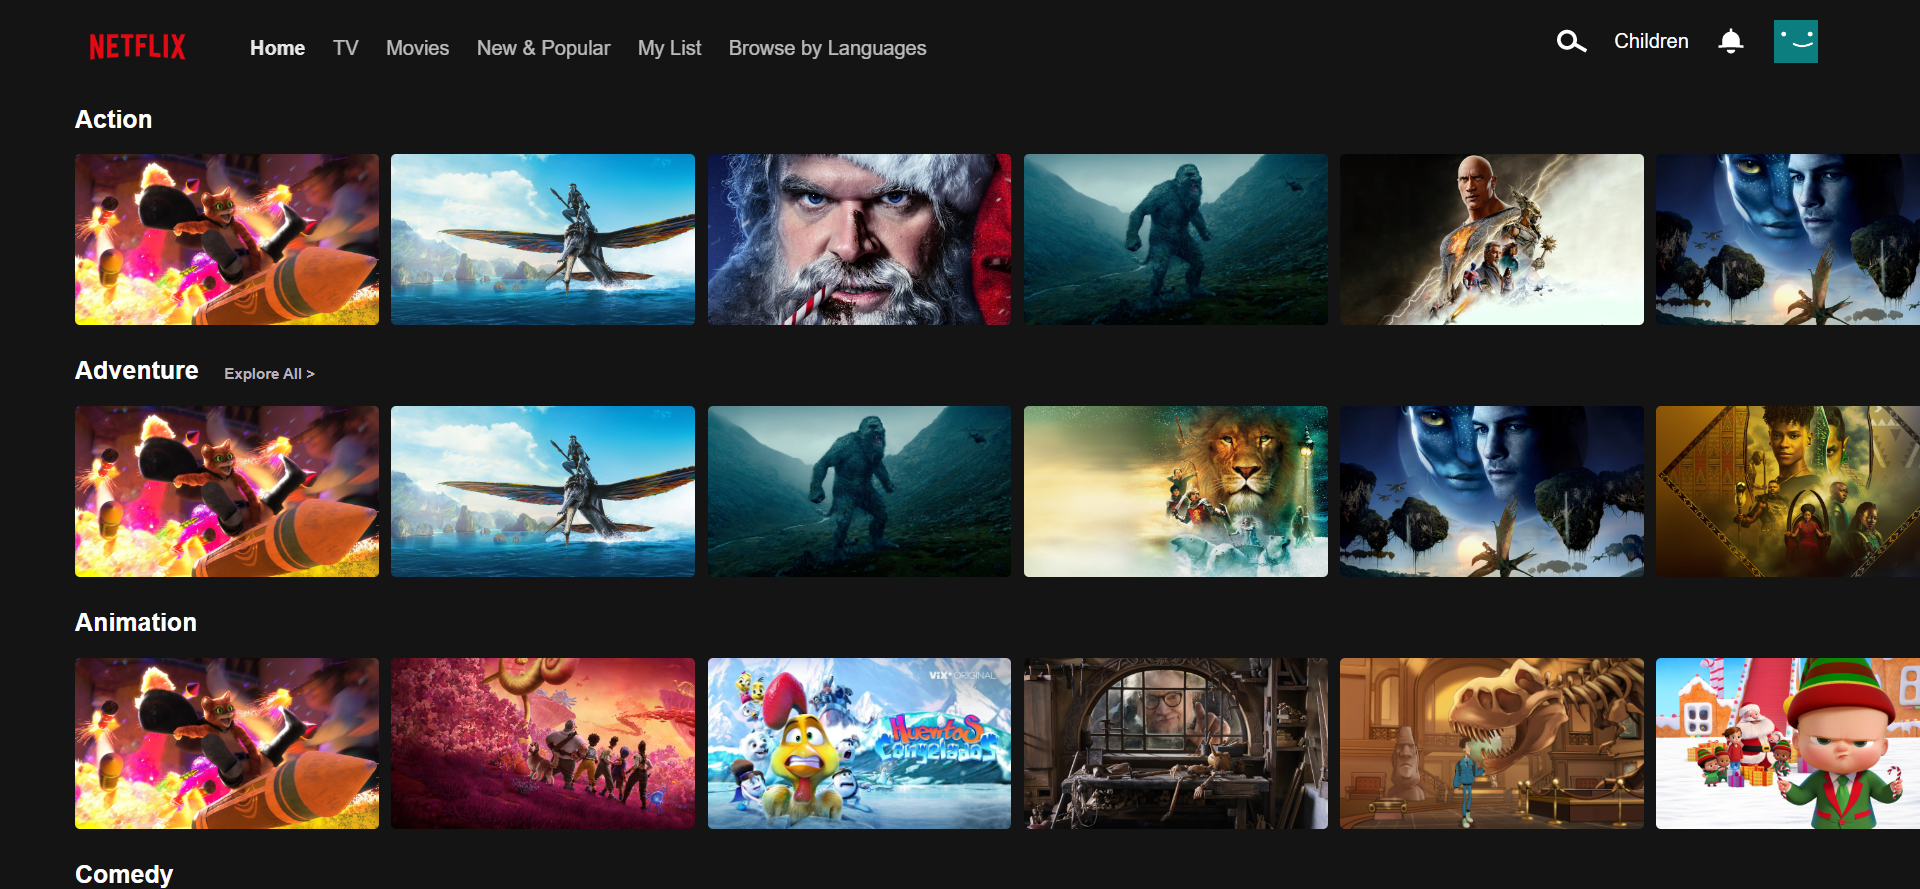 NETFLIX
Home TV Movies New & Popular My List Browse by Languages
Children
Action
Adventure Explore All >
Animation
ViX+ ORIGINAL
Huevitos
Congelados
Comedy